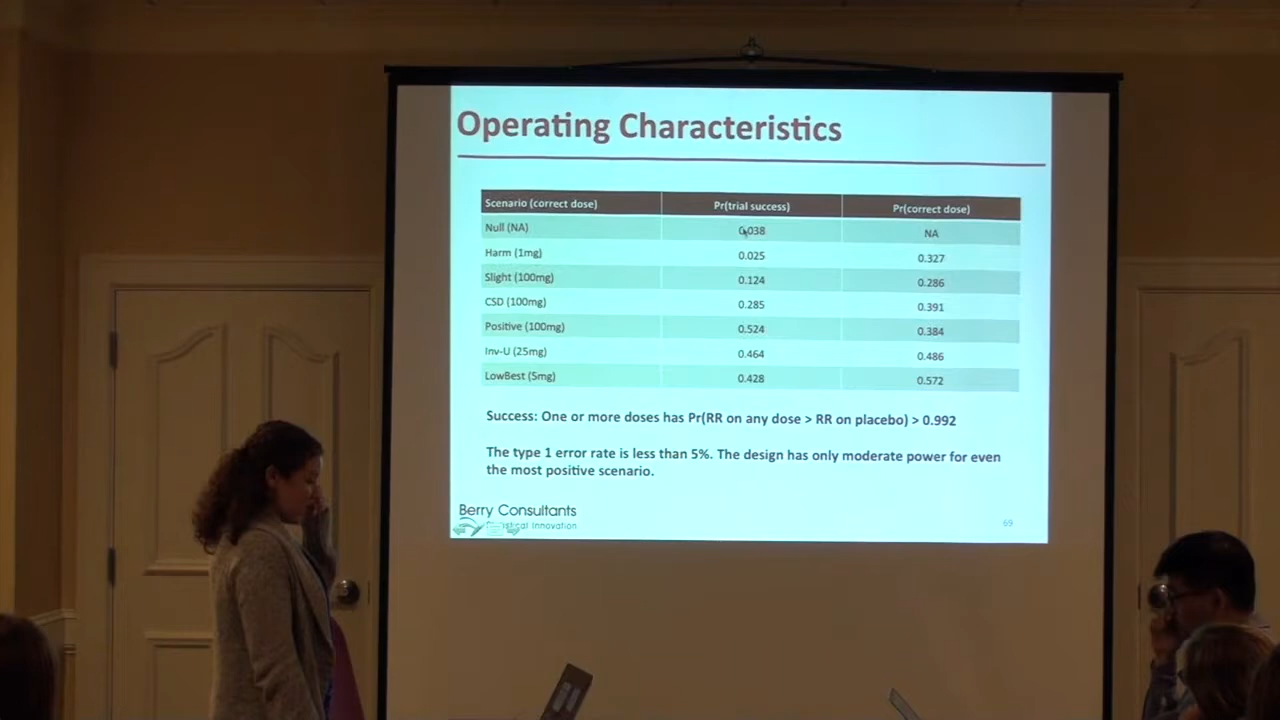 Operating Characteristics
Scenario (correct dose) Pr(trial success) Pr(correct dose)
Null (NA) 0.038 NA
Harm (1mg) 0.025 0.327
Slight (100mg) 0.124 0.286
CSD (100mg) 0.285 0.391
Positive (100mg) 0.524 0.384
Inv-U (25mg) 0.464 0.486
LowBest (5mg) 0.428 0.572
Success: One or more doses has Pr(RR on any dose > RR on placebo) > 0.992
The type 1 error rate is less than 5%. The design has only moderate power for even
the most positive scenario.
Berry Consultants
Innovation
69